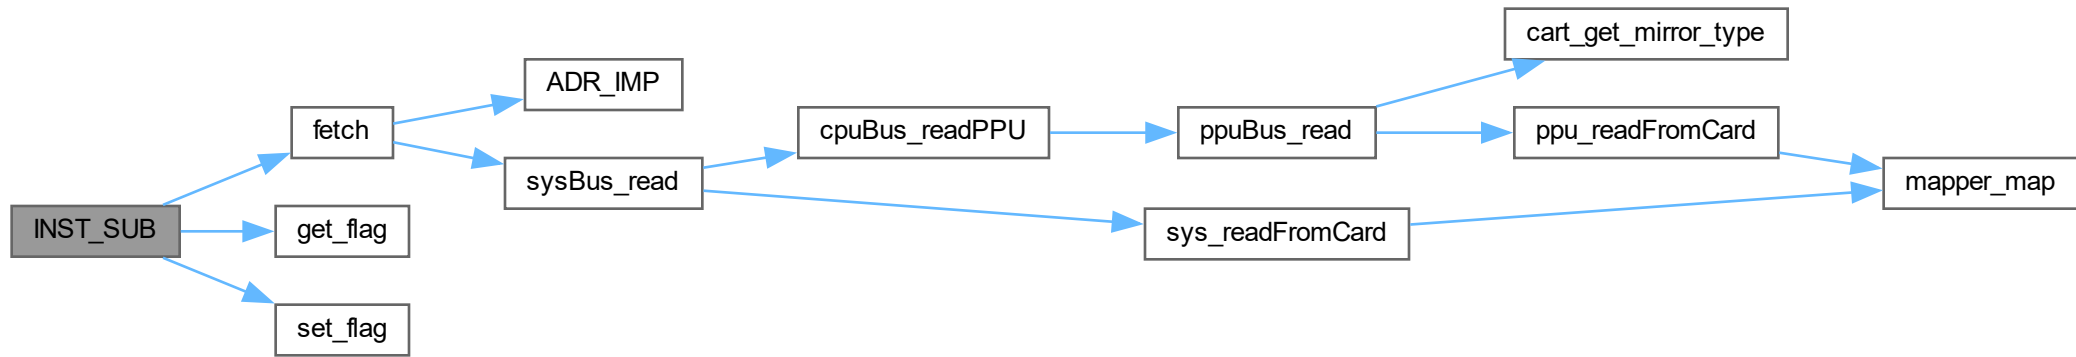 INST_SUB
fetch
ADR_IMP
sysBus_read
cpuBus_readPPU
ppuBus_read
cart_get_mirror_type
ppu_readFromCard
mapper_map
sys_readFromCard
get_flag
set_flag